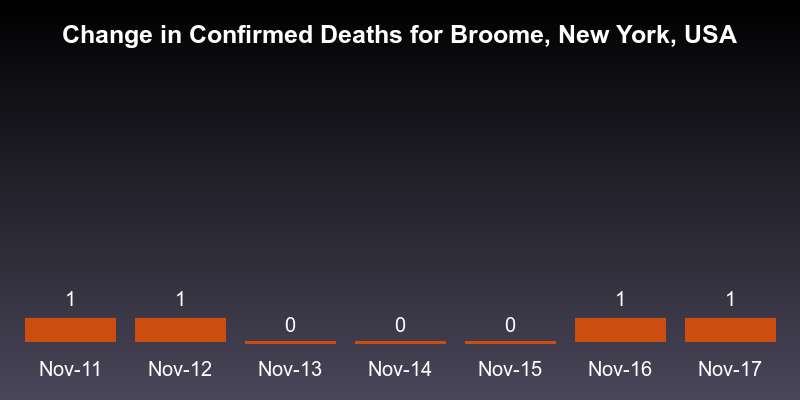 Change in Confirmed Deaths for Broome, New York, USA
1 1 0 0 0 1 1
Nov-11 Nov-12 Nov-13 Nov-14 Nov-15 Nov-16 Nov-17